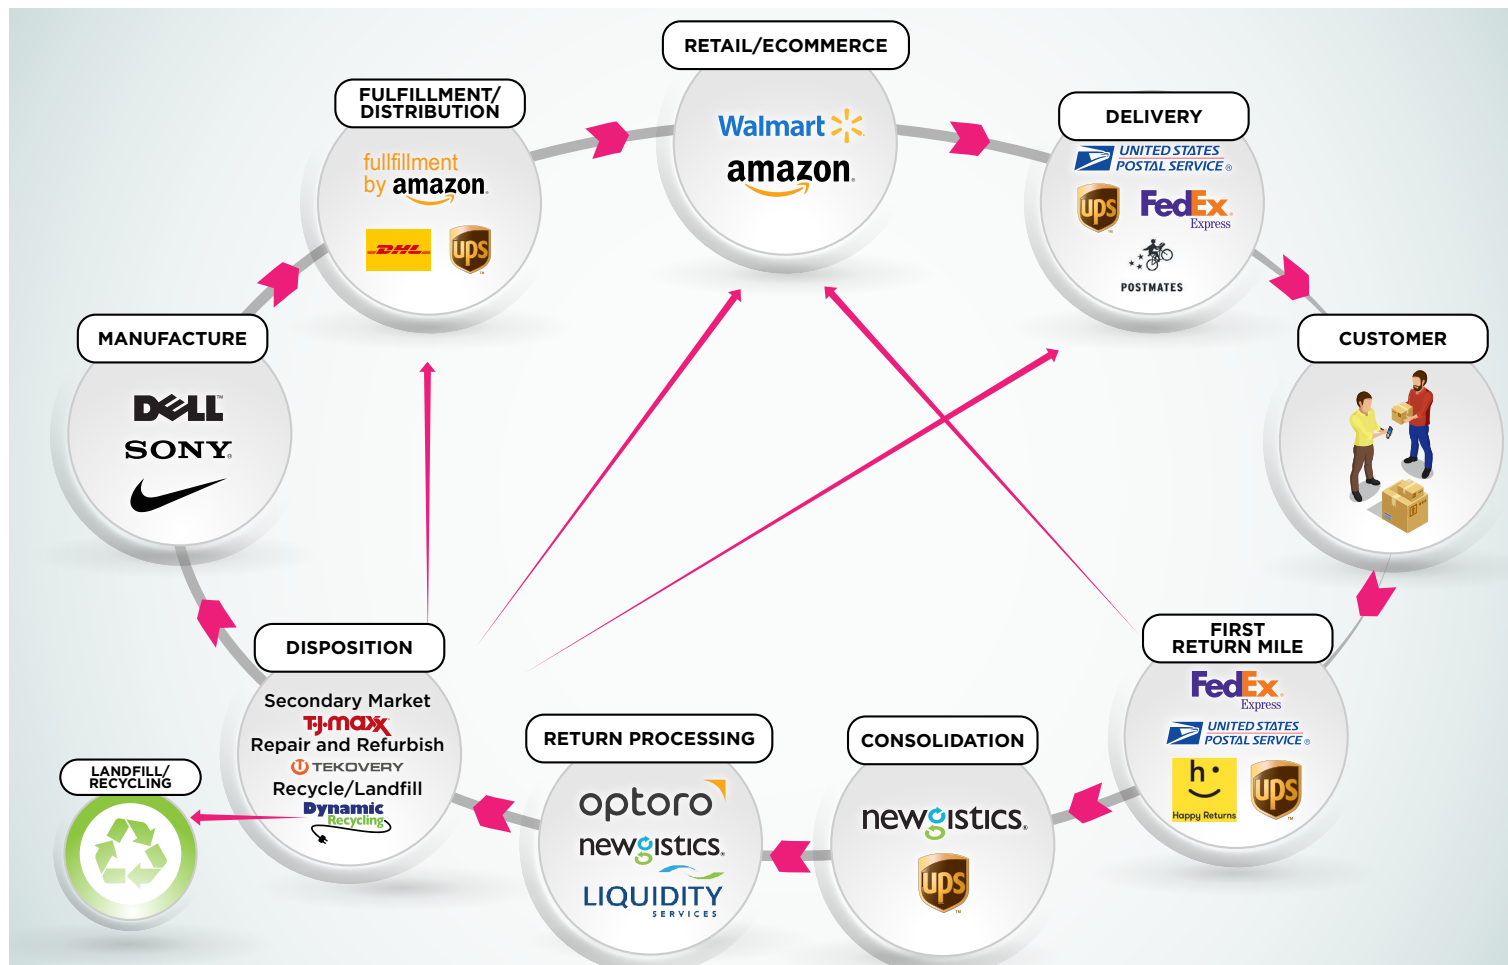 RETAIL/ECOMMERCE
Walmart
amazon
FULFILLMENT/
DISTRIBUTION
fullfillment
by amazon
DHL
ups
DELIVERY
UNITED STATES
POSTAL SERVICE ®
ups
FedEx
Express
POSTMATES
MANUFACTURE
DELL
SONY
CUSTOMER
FIRST
RETURN MILE
FedEx
Express
UNITED STATES
POSTAL SERVICE ®
h
Happy Returns
ups
CONSOLIDATION
newgistics
ups
RETURN PROCESSING
optoro
newgistics
LIQUIDITY
SERVICES
DISPOSITION
Secondary Market
T·J·maxx
Repair and Refurbish
TEKOVERY
Recycle/Landfill
Dynamic
Recycling
LANDFILL/
RECYCLING